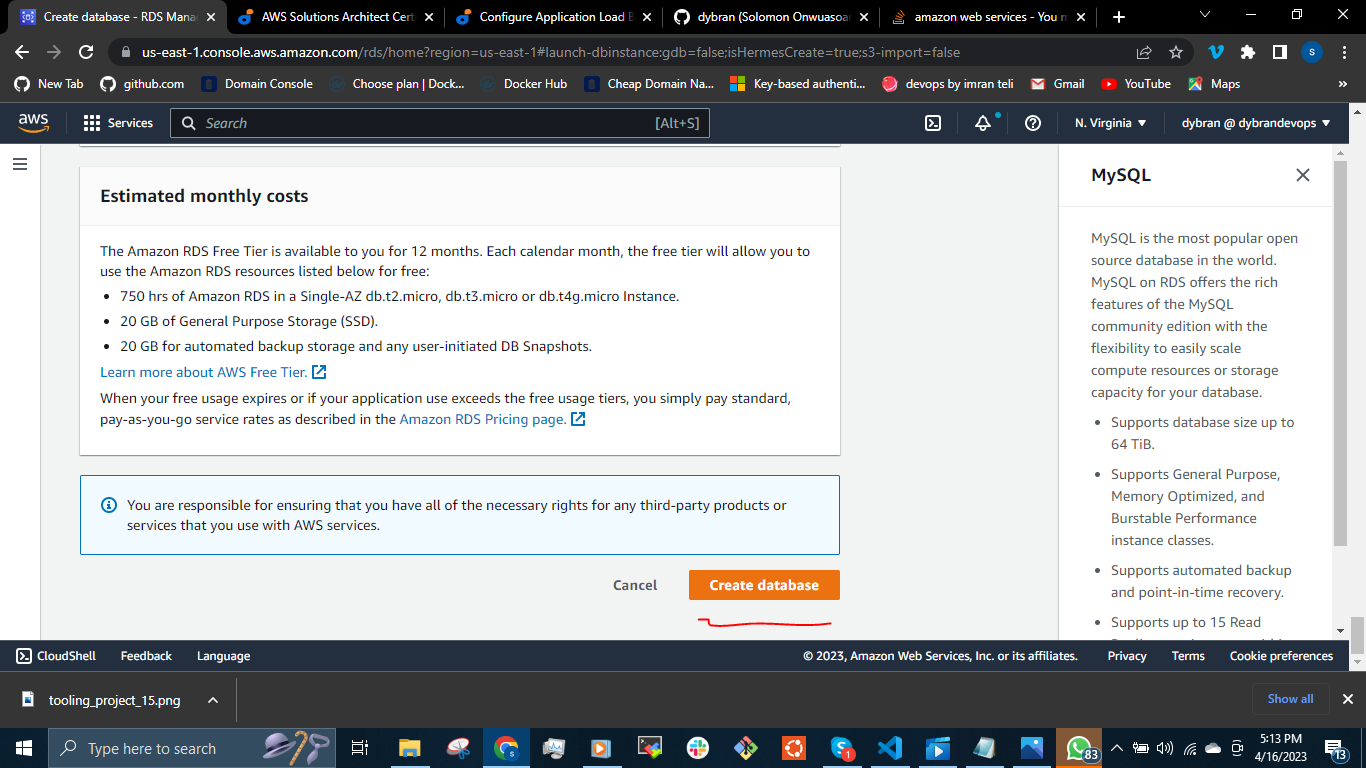 Create database - RDS Mana
AWS Solutions Architect Cert
Configure Application Load B
dybran (Solomon Onwuasoan
amazon web services - You n
us-east-1.console.aws.amazon.com/rds/home?region=us-east-1#launch-dbinstance:gdb=false;isHermesCreate=true;s3-import=false
S
New Tab
github.com
Domain Console
Choose plan | Dock...
Docker Hub
Cheap Domain Na...
Key-based authenti...
devops by imran teli
Gmail
YouTube
Maps
»
aws
Services
Search
[Alt+S]
N. Virginia
dybran @ dybrandevops
Estimated monthly costs
The Amazon RDS Free Tier is available to you for 12 months. Each calendar month, the free tier will allow you to
use the Amazon RDS resources listed below for free:
• 750 hrs of Amazon RDS in a Single-AZ db.t2.micro, db.t3.micro or db.t4g.micro Instance.
• 20 GB of General Purpose Storage (SSD).
• 20 GB for automated backup storage and any user-initiated DB Snapshots.
Learn more about AWS Free Tier.
When your free usage expires or if your application use exceeds the free usage tiers, you simply pay standard,
pay-as-you-go service rates as described in the Amazon RDS Pricing page.
You are responsible for ensuring that you have all of the necessary rights for any third-party products or
services that you use with AWS services.
Cancel
Create database
MySQL
MySQL is the most popular open
source database in the world.
MySQL on RDS offers the rich
features of the MySQL
community edition with the
flexibility to easily scale
compute resources or storage
capacity for your database.
• Supports database size up to
64 TiB.
• Supports General Purpose,
Memory Optimized, and
Burstable Performance
instance classes.
• Supports automated backup
and point-in-time recovery.
• Supports up to 15 Read
CloudShell
Feedback
Language
© 2023, Amazon Web Services, Inc. or its affiliates.
Privacy
Terms
Cookie preferences
tooling_project_15.png
Show all
Type here to search
S
1
83
5:13 PM
4/16/2023
13